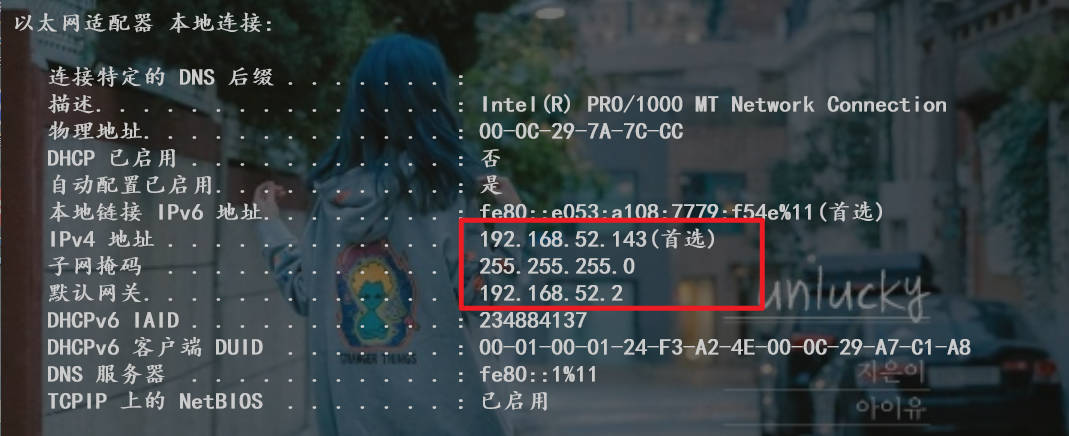 以太网适配器 本地连接:
连接特定的 DNS 后缀 . . . . . . . :
描述. . . . . . . . . . . . . . . : Intel(R) PRO/1000 MT Network Connection
物理地址. . . . . . . . . . . . . : 00-0C-29-7A-7C-CC
DHCP 已启用 . . . . . . . . . . . : 否
自动配置已启用. . . . . . . . . . : 是
本地链接 IPv6 地址. . . . . . . . : fe80::e053:a108:7779:f54e%11(首选)
IPv4 地址 . . . . . . . . . . . . : 192.168.52.143(首选)
子网掩码 . . . . . . . . . . . . : 255.255.255.0
默认网关. . . . . . . . . . . . . : 192.168.52.2
unlucky
DHCPv6 IAID . . . . . . . . . . . : 234884137
DHCPv6 客户端 DUID . . . . . . . : 00-01-00-01-24-F3-A2-4E-00-0C-29-A7-C1-A8
STRANGER THINGS
DNS 服务器 . . . . . . . . . . . : fe80::1%11
지은이
TCPIP 上的 NetBIOS . . . . . . . : 已启用
아이유